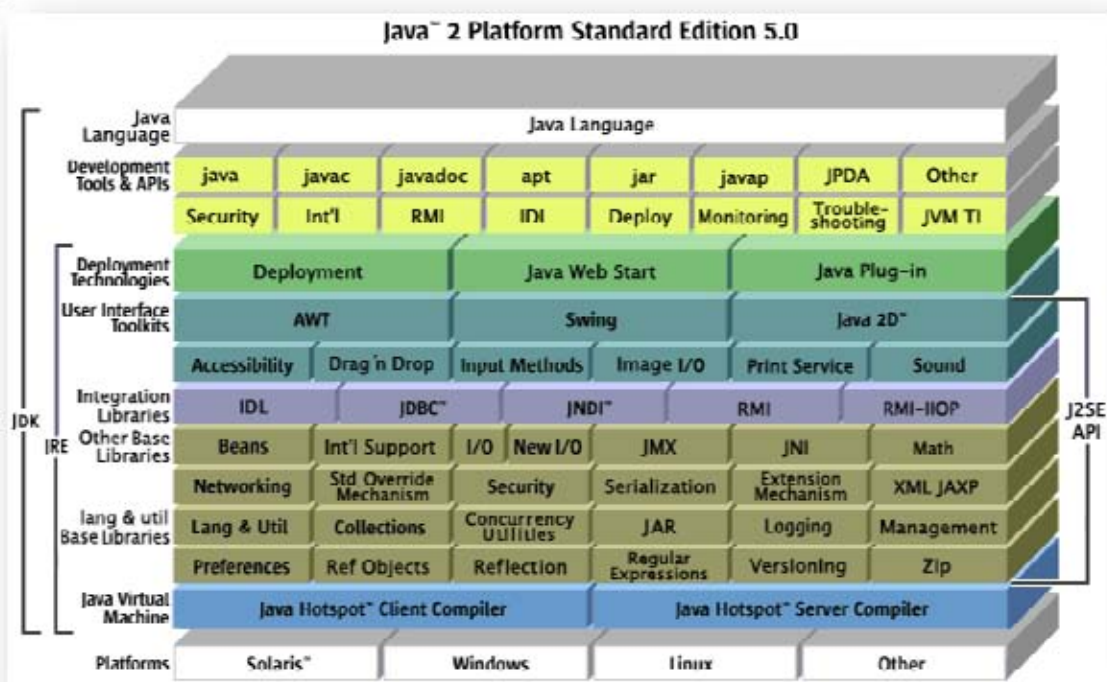 Java™ 2 Platform Standard Edition 5.0
Java Language
Java Language
Development Tools & APIs
java javac javadoc apt jar javap JPDA Other
Security Int'l RMI IDL Deploy Monitoring Trouble-shooting JVM TI
Deployment Technologies
Deployment Java Web Start Java Plug-in
User Interface Toolkits
AWT Swing Java 2D™
Accessibility Drag'n Drop Input Methods Image I/O Print Service Sound
Integration Libraries
IDL JDBC™ JNDI™ RMI RMI-IIOP
JDK
JRE
J2SE API
Other Base Libraries
Beans Int'l Support I/O New I/O JMX JNI Math
Networking Std Override Mechanism Security Serialization Extension Mechanism XML JAXP
lang & util Base Libraries
Lang & Util Collections Concurrency Utilities JAR Logging Management
Preferences Ref Objects Reflection Regular Expressions Versioning Zip
Java Virtual Machine
Java Hotspot™ Client Compiler Java Hotspot™ Server Compiler
Platforms
Solaris™ Windows Linux Other